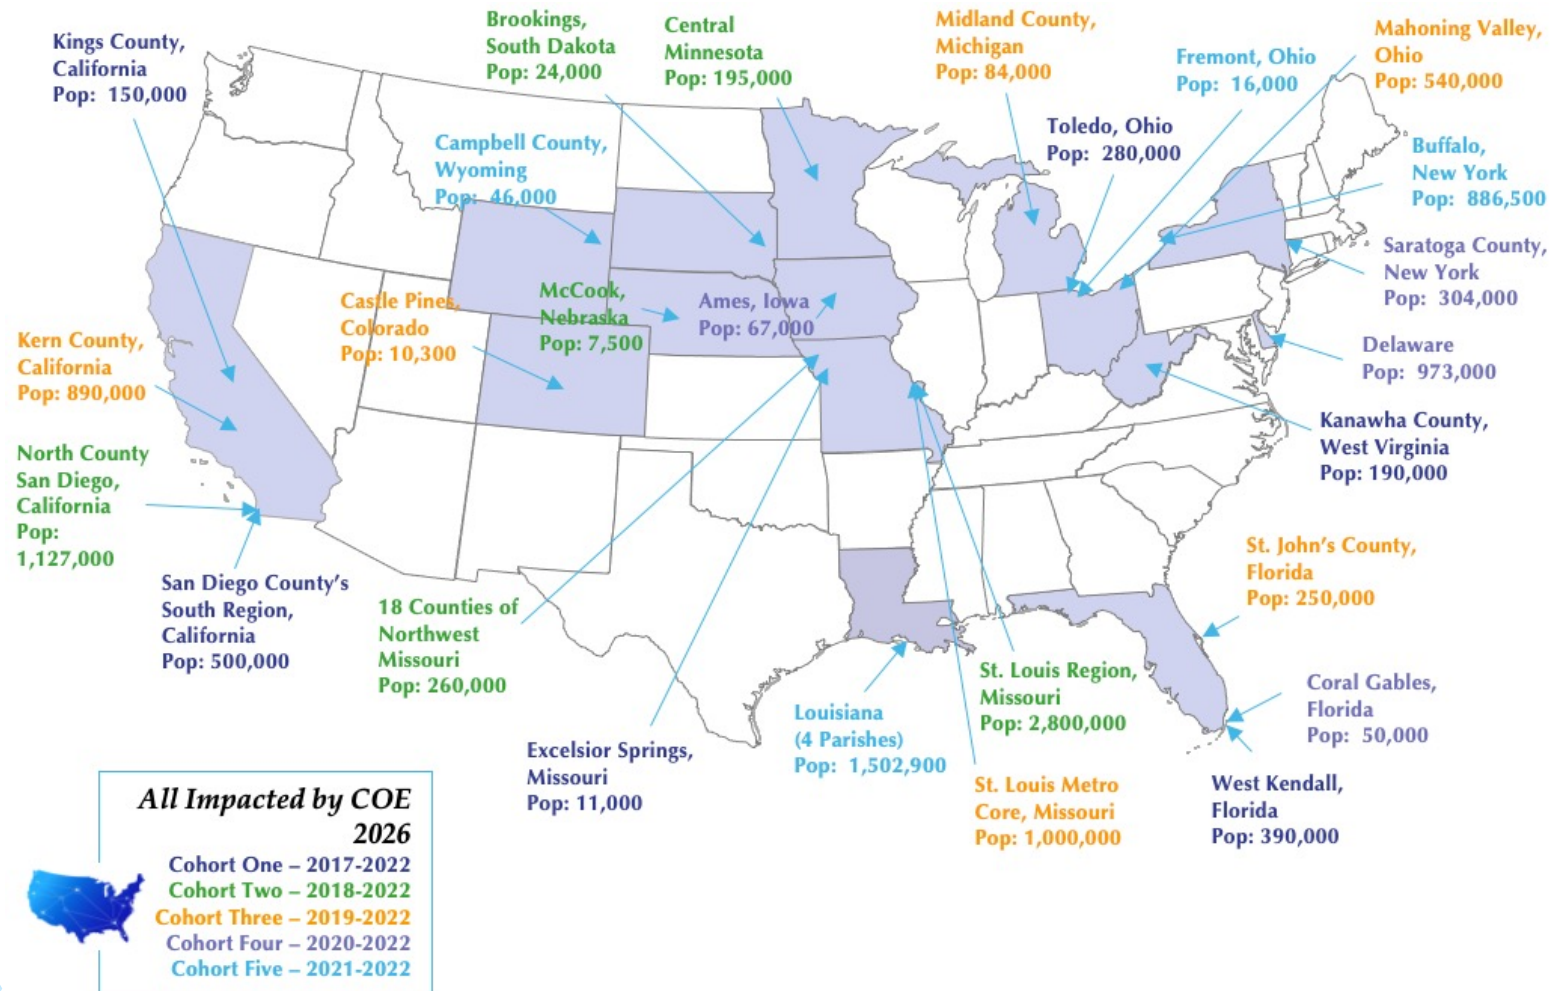 Kings County,
California
Pop: 150,000
Brookings,
South Dakota
Pop: 24,000
Central
Minnesota
Pop: 195,000
Midland County,
Michigan
Pop: 84,000
Toledo, Ohio
Pop: 280,000
Fremont, Ohio
Pop: 16,000
Mahoning Valley,
Ohio
Pop: 540,000
Campbell County,
Wyoming
Pop: 46,000
Buffalo,
New York
Pop: 886,500
Saratoga County,
New York
Pop: 304,000
Castle Pines,
Colorado
Pop: 10,300
McCook,
Nebraska
Pop: 7,500
Ames, Iowa
Pop: 67,000
Kern County,
California
Pop: 890,000
Delaware
Pop: 973,000
Kanawha County,
West Virginia
Pop: 190,000
North County
San Diego,
California
Pop:
1,127,000
San Diego County’s
South Region,
California
Pop: 500,000
18 Counties of
Northwest
Missouri
Pop: 260,000
St. John’s County,
Florida
Pop: 250,000
Excelsior Springs,
Missouri
Pop: 11,000
Louisiana
(4 Parishes)
Pop: 1,502,900
St. Louis Region,
Missouri
Pop: 2,800,000
Coral Gables,
Florida
Pop: 50,000
St. Louis Metro
Core, Missouri
Pop: 1,000,000
West Kendall,
Florida
Pop: 390,000
All Impacted by COE
2026
Cohort One – 2017-2022
Cohort Two – 2018-2022
Cohort Three – 2019-2022
Cohort Four – 2020-2022
Cohort Five – 2021-2022